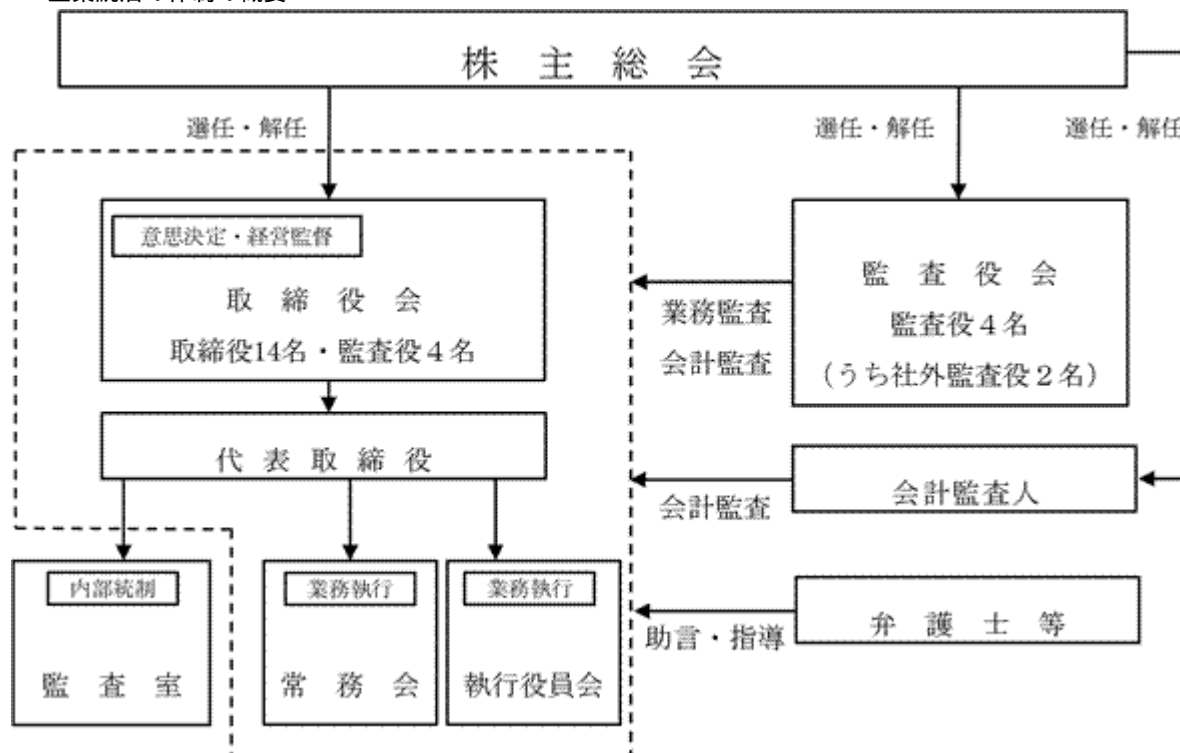 株主総会
選任・解任
選任・解任
選任・解任
意思決定・経営監督
取締役会
取締役14名・監査役４名
監査役会
監査役４名
（うち社外監査役２名）
業務監査
会計監査
代表取締役
会計監査人
会計監査
内部統制
監査室
業務執行
常務会
業務執行
執行役員会
弁護士等
助言・指導